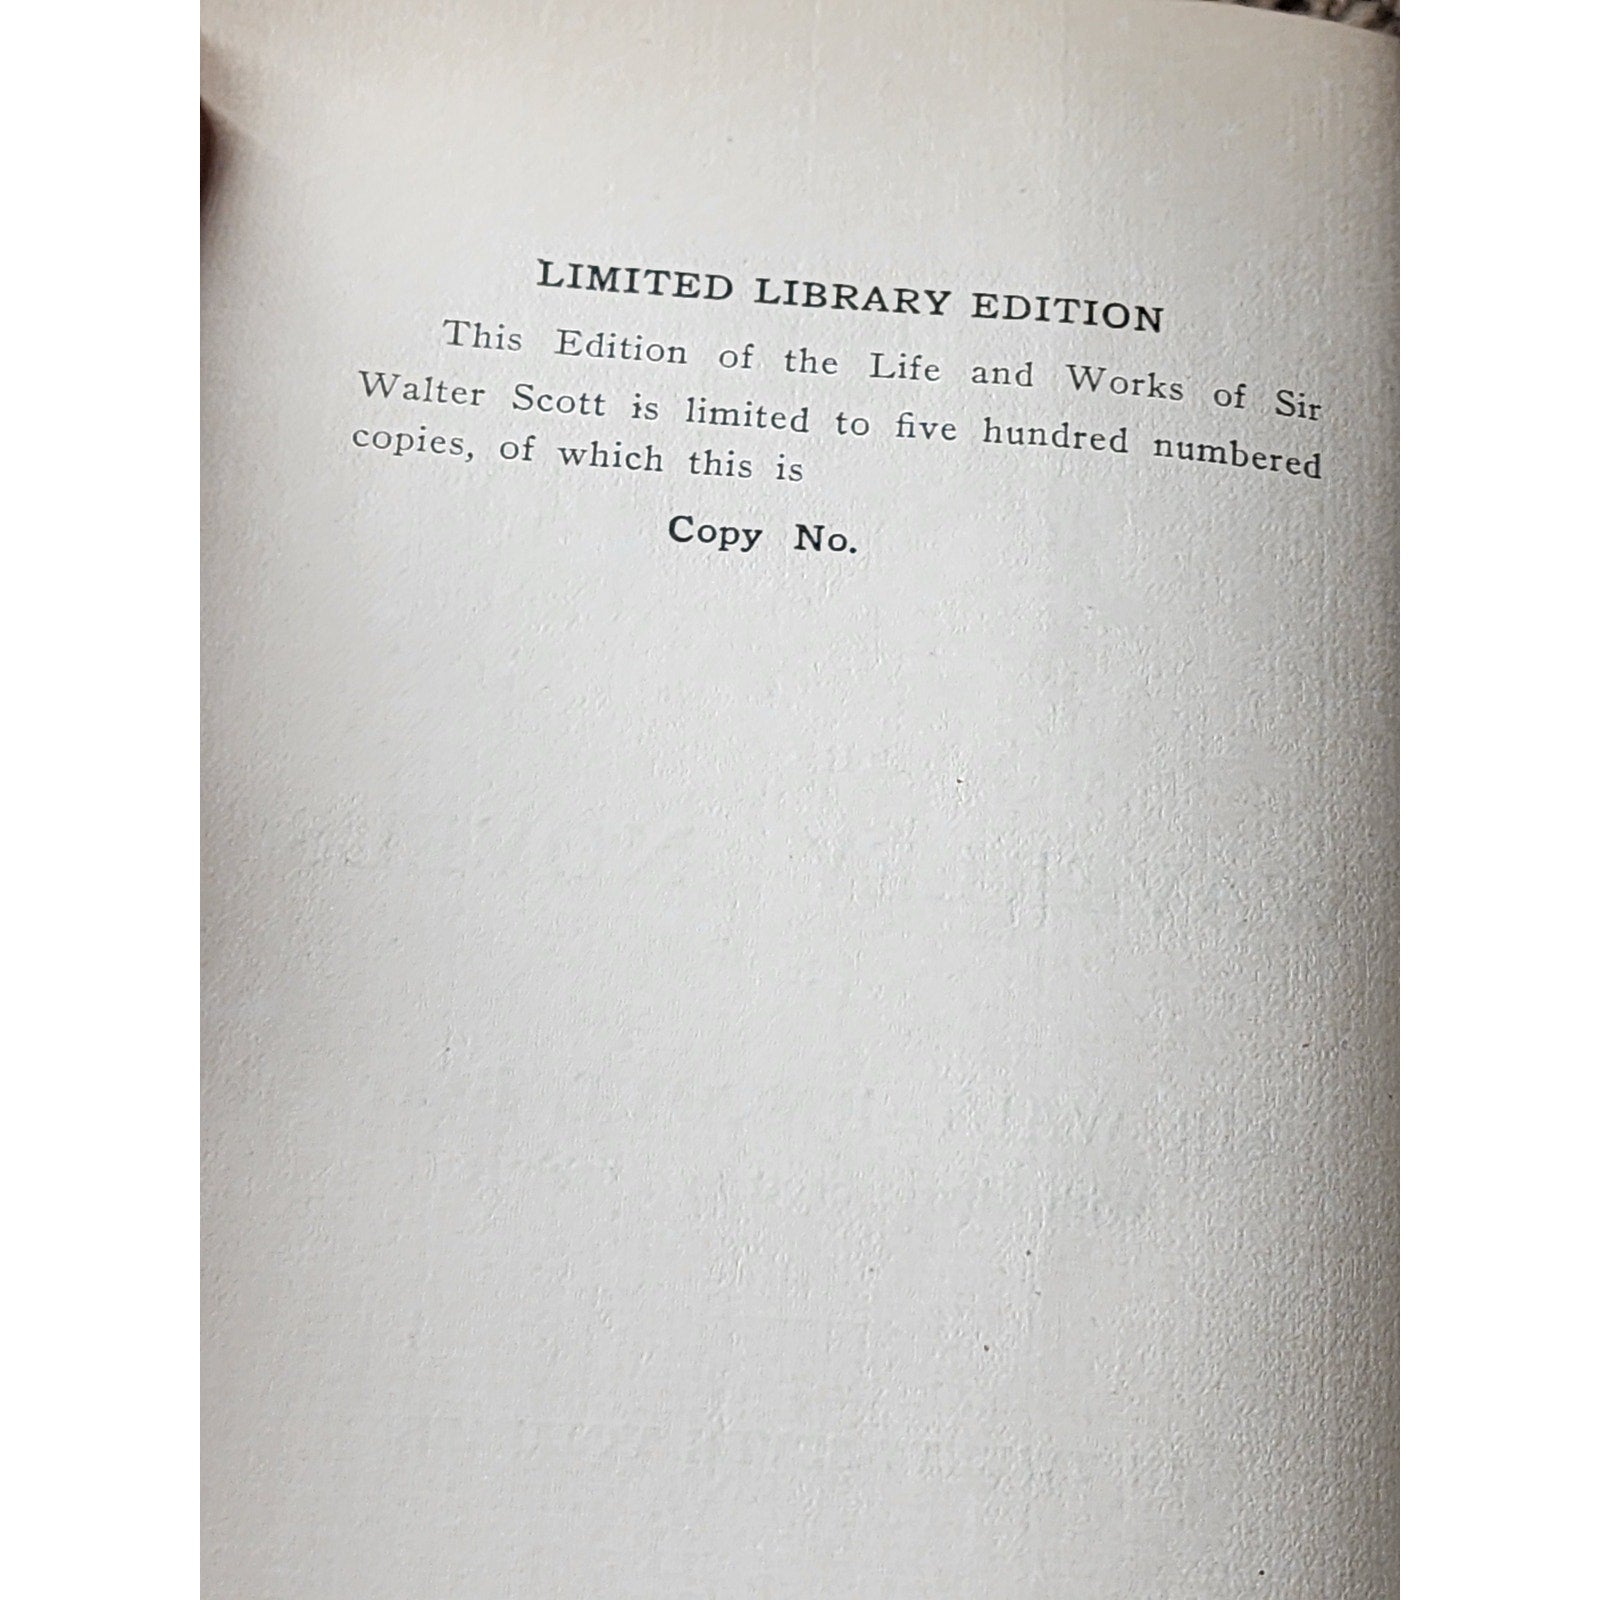 LIMITED LIBRARY EDITION
This Edition of the Life and Works of Sir
Walter Scott is limited to five hundred numbered
copies, of which this is
Copy No.